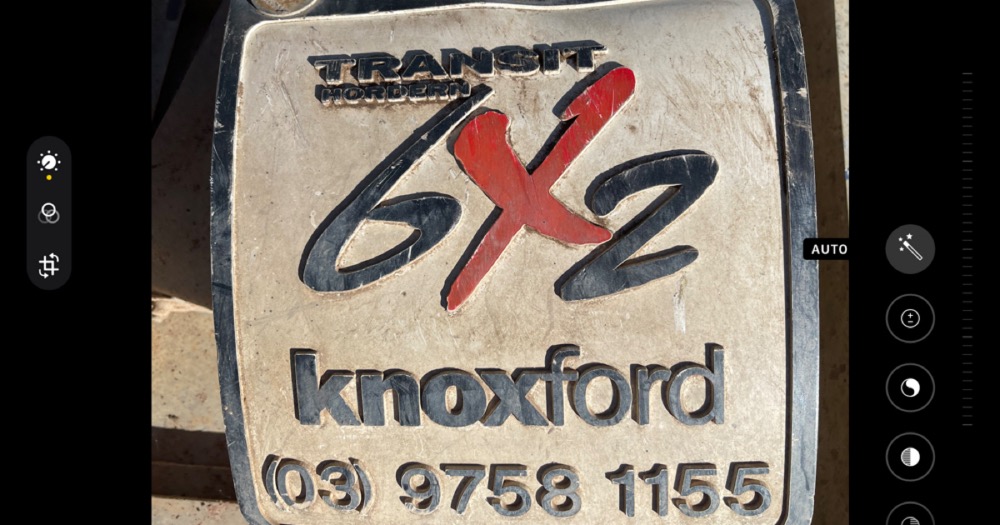 TRANSIT
HORDERN
6X2
AUTO
knoxford
(03) 9758 1155